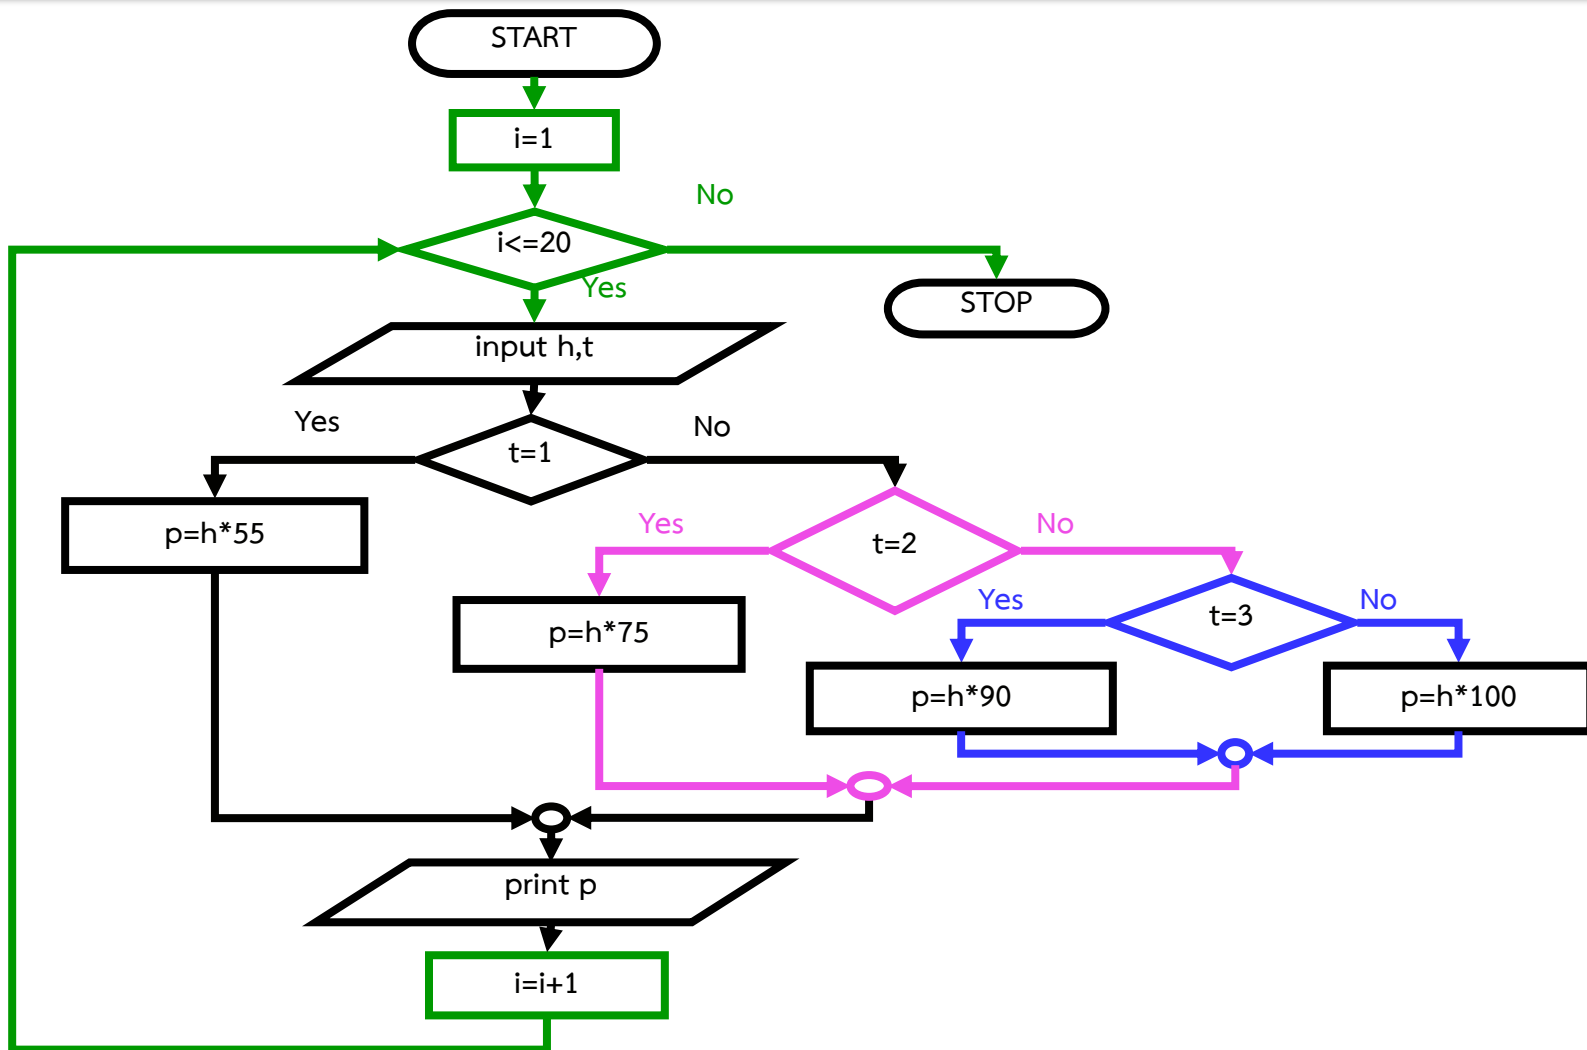 START
i=1
No
i<=20
Yes
STOP
input h,t
Yes
No
t=1
Yes
No
p=h*55
t=2
Yes
No
t=3
p=h*75
p=h*90
p=h*100
print p
i=i+1